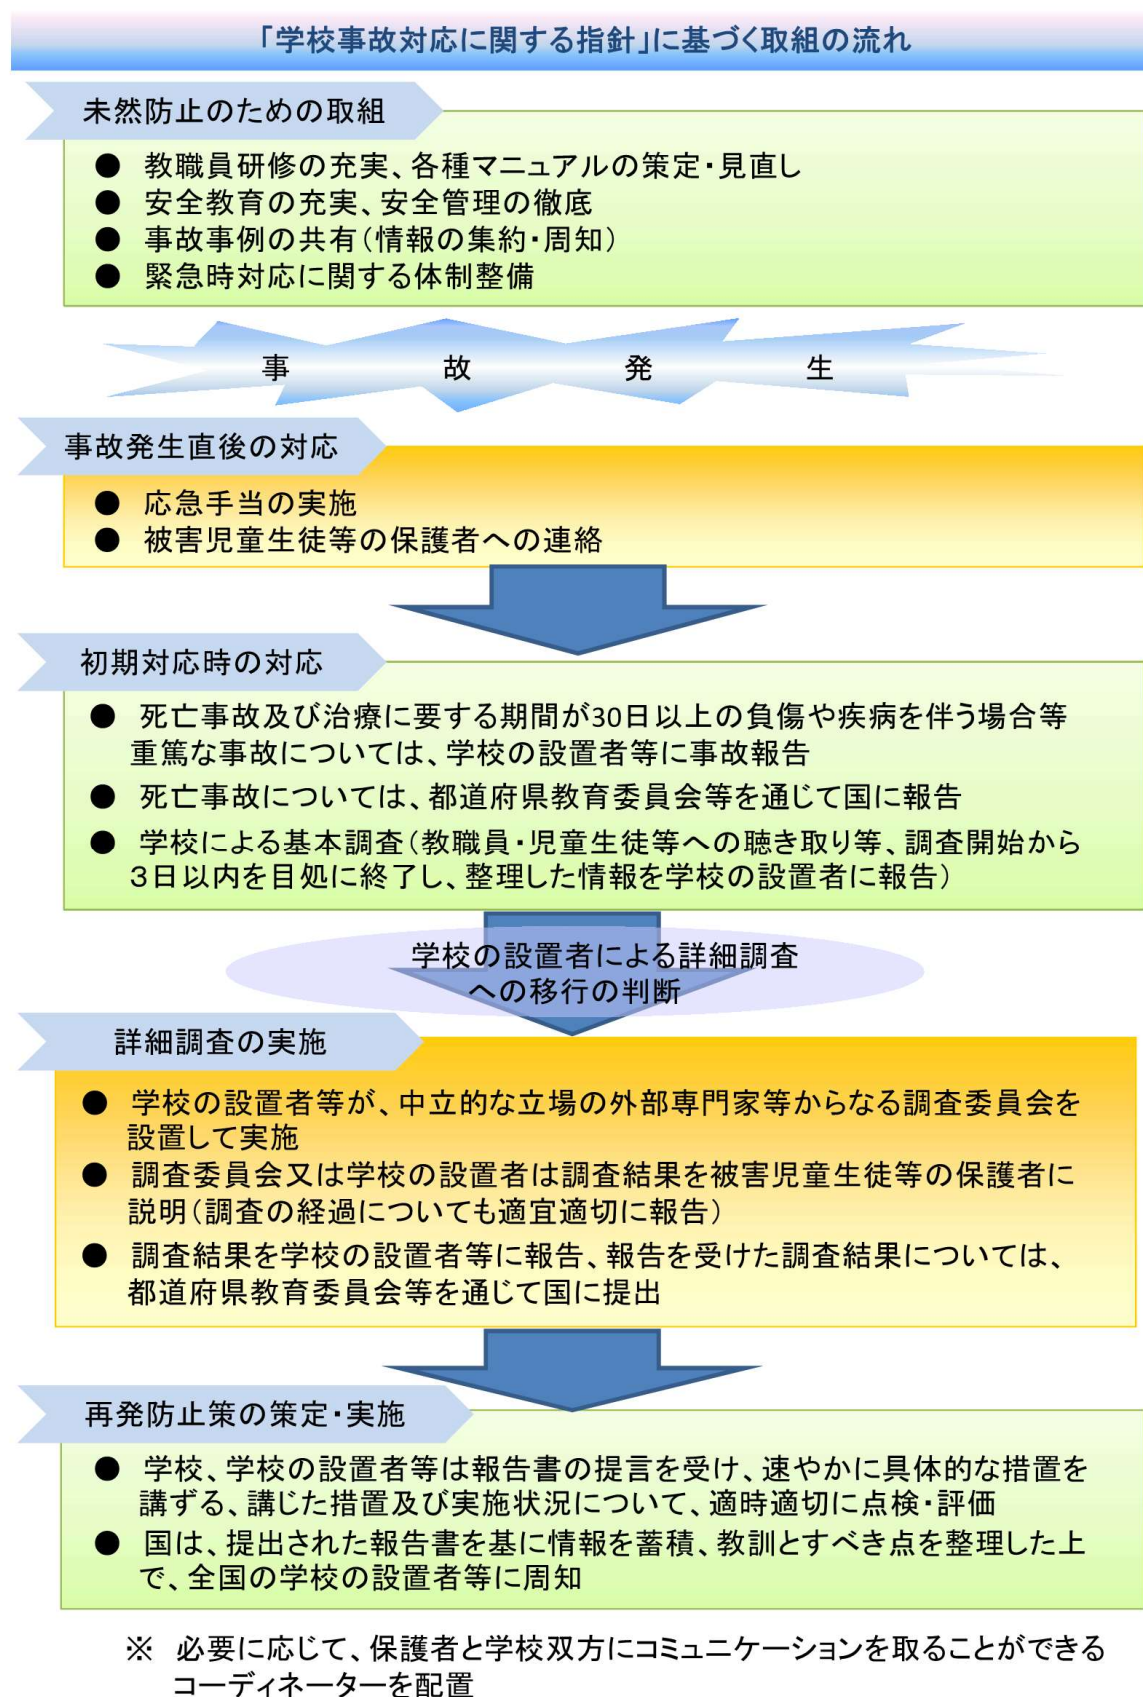 「学校事故対応に関する指針」に基づく取組の流れ
未然防止のための取組
● 教職員研修の充実、各種マニュアルの策定・見直し
● 安全教育の充実、安全管理の徹底
● 事故事例の共有（情報の集約・周知）
● 緊急時対応に関する体制整備
事 故 発 生
事故発生直後の対応
● 応急手当の実施
● 被害児童生徒等の保護者への連絡
初期対応時の対応
● 死亡事故及び治療に要する期間が30日以上の負傷や疾病を伴う場合等
重篤な事故については、学校の設置者等に事故報告
● 死亡事故については、都道府県教育委員会等を通じて国に報告
● 学校による基本調査（教職員・児童生徒等への聴き取り等、調査開始から
３日以内を目処に終了し、整理した情報を学校の設置者に報告）
学校の設置者による詳細調査
への移行の判断
詳細調査の実施
● 学校の設置者等が、中立的な立場の外部専門家等からなる調査委員会を
設置して実施
● 調査委員会又は学校の設置者は調査結果を被害児童生徒等の保護者に
説明（調査の経過についても適宜適切に報告）
● 調査結果を学校の設置者等に報告、報告を受けた調査結果については、
都道府県教育委員会等を通じて国に提出
再発防止策の策定・実施
● 学校、学校の設置者等は報告書の提言を受け、速やかに具体的な措置を
講ずる、講じた措置及び実施状況について、適時適切に点検・評価
● 国は、提出された報告書を基に情報を蓄積、教訓とすべき点を整理した上
で、全国の学校の設置者等に周知
※ 必要に応じて、保護者と学校双方にコミュニケーションを取ることができる
コーディネーターを配置